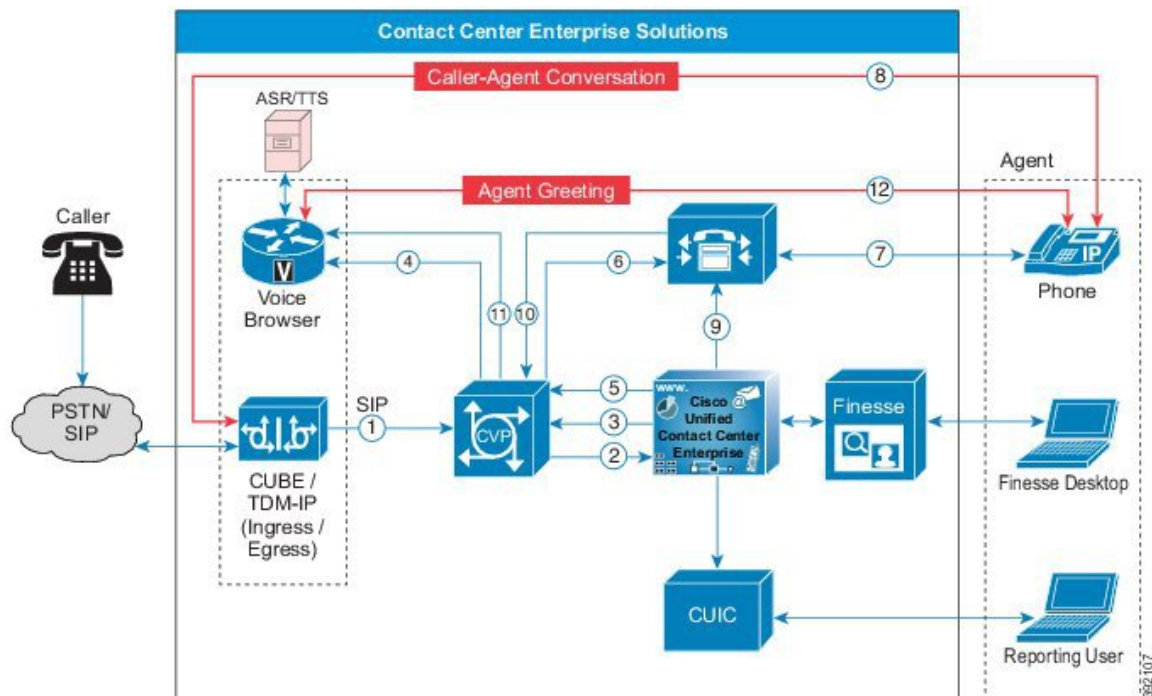 Contact Center Enterprise Solutions
Caller-Agent Conversation
8
ASR/TTS
Agent
Agent Greeting
12
Caller
V
4
6
7
IP
Voice
Browser
Phone
11
10
9
PSTN/
SIP
SIP
1
CVP
5
3
2
www.
@
Cisco
Unified
Contact Center
Enterprise
Finesse
CUBE /
TDM-IP
(Ingress /
Egress)
Finesse Desktop
CUIC
Reporting User